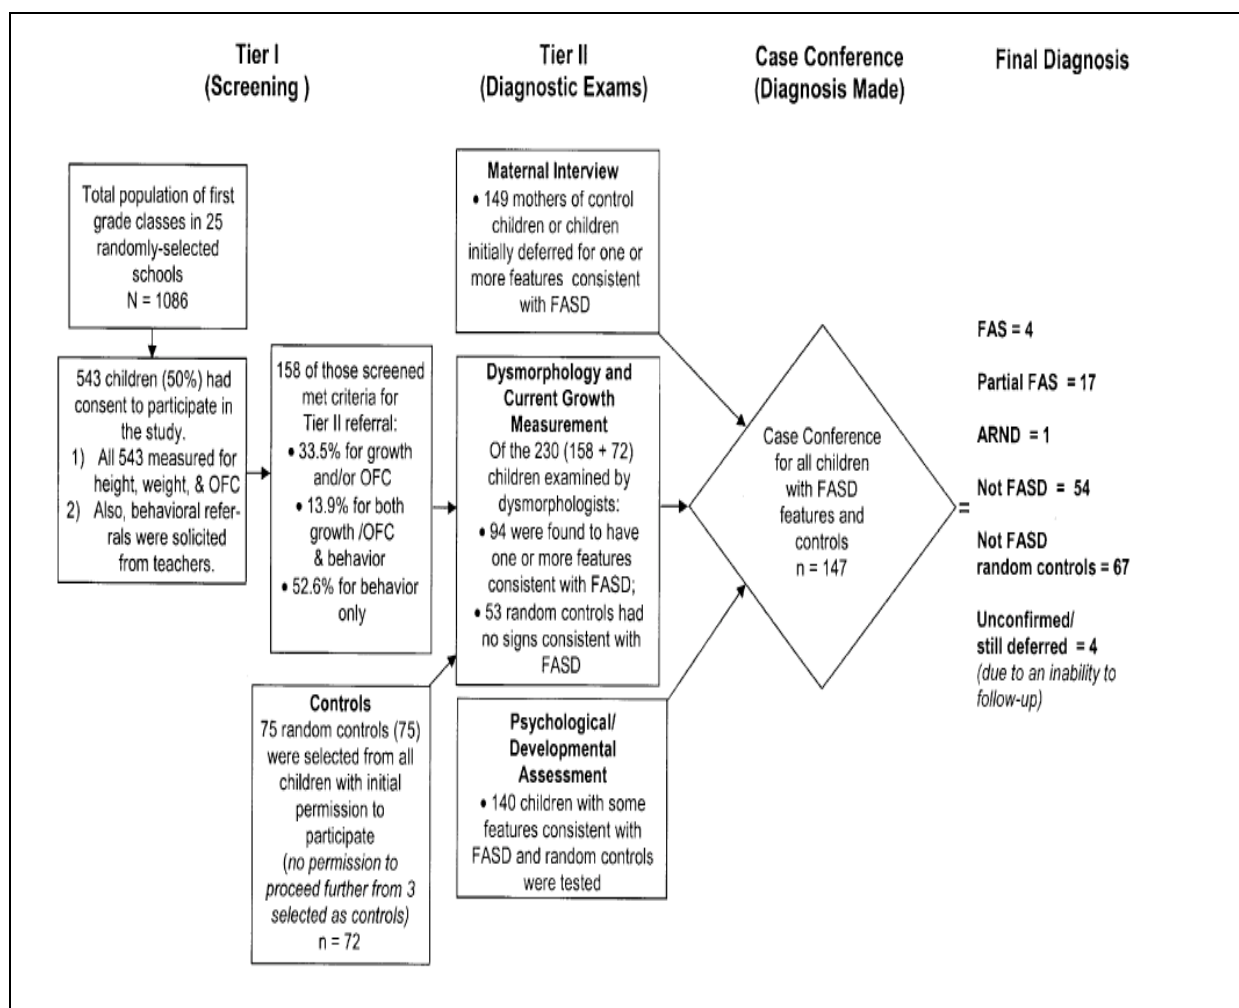 Tier I
(Screening )
Tier II
(Diagnostic Exams)
Case Conference
(Diagnosis Made)
Final Diagnosis
Total population of first
grade classes in 25
randomly-selected
schools
N = 1086
543 children (50%) had
consent to participate in
the study.
1) All 543 measured for
height, weight, & OFC
2) Also, behavioral refer-
rals were solicited
from teachers.
158 of those screened
met criteria for
Tier II referral:
• 33.5% for growth
and/or OFC
• 13.9% for both
growth /OFC
& behavior
• 52.6% for behavior
only
Controls
75 random controls (75)
were selected from all
children with initial
permission to
participate
(no permission to
proceed further from 3
selected as controls)
n = 72
Maternal Interview
• 149 mothers of control
children or children
initially deferred for one or
more features consistent
with FASD
Dysmorphology and
Current Growth
Measurement
Of the 230 (158 + 72)
children examined by
dysmorphologists:
• 94 were found to have
one or more features
consistent with FASD;
• 53 random controls had
no signs consistent with
FASD
Psychological/
Developmental
Assessment
• 140 children with some
features consistent with
FASD and random controls
were tested
Case Conference
for all children
with FASD
features and
controls
n = 147
=
FAS = 4
Partial FAS = 17
ARND = 1
Not FASD = 54
Not FASD
random controls = 67
Unconfirmed/
still deferred = 4
(due to an inability to
follow-up)